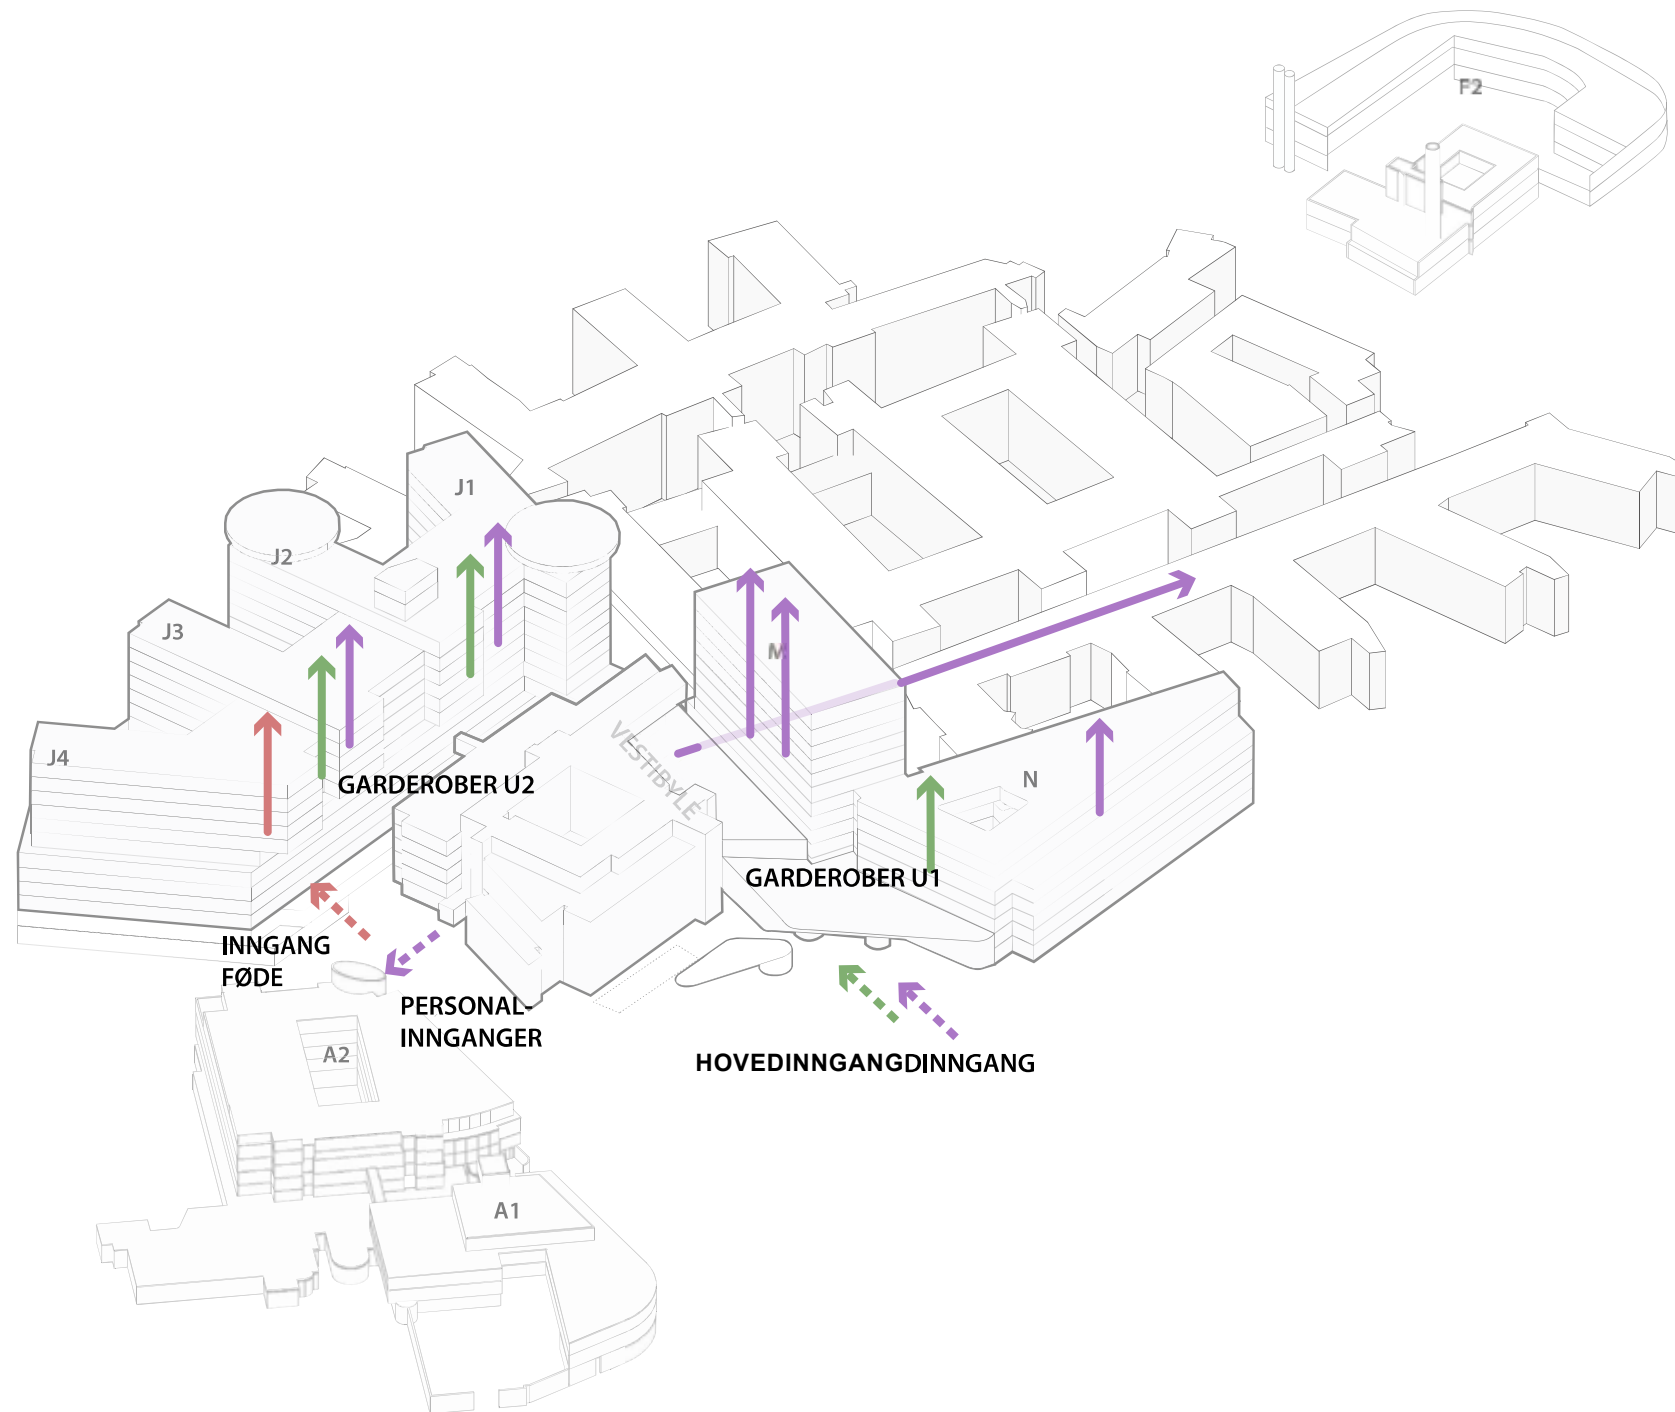 F2
J1
J2
J3
M
J4
VESTIBYLE
N
GARDEROBER U2
GARDEROBER U1
INNGANG
FØDE
PERSONAL-
INNGANGER
A2
HOVEDINNGANGDINNGANG
A1